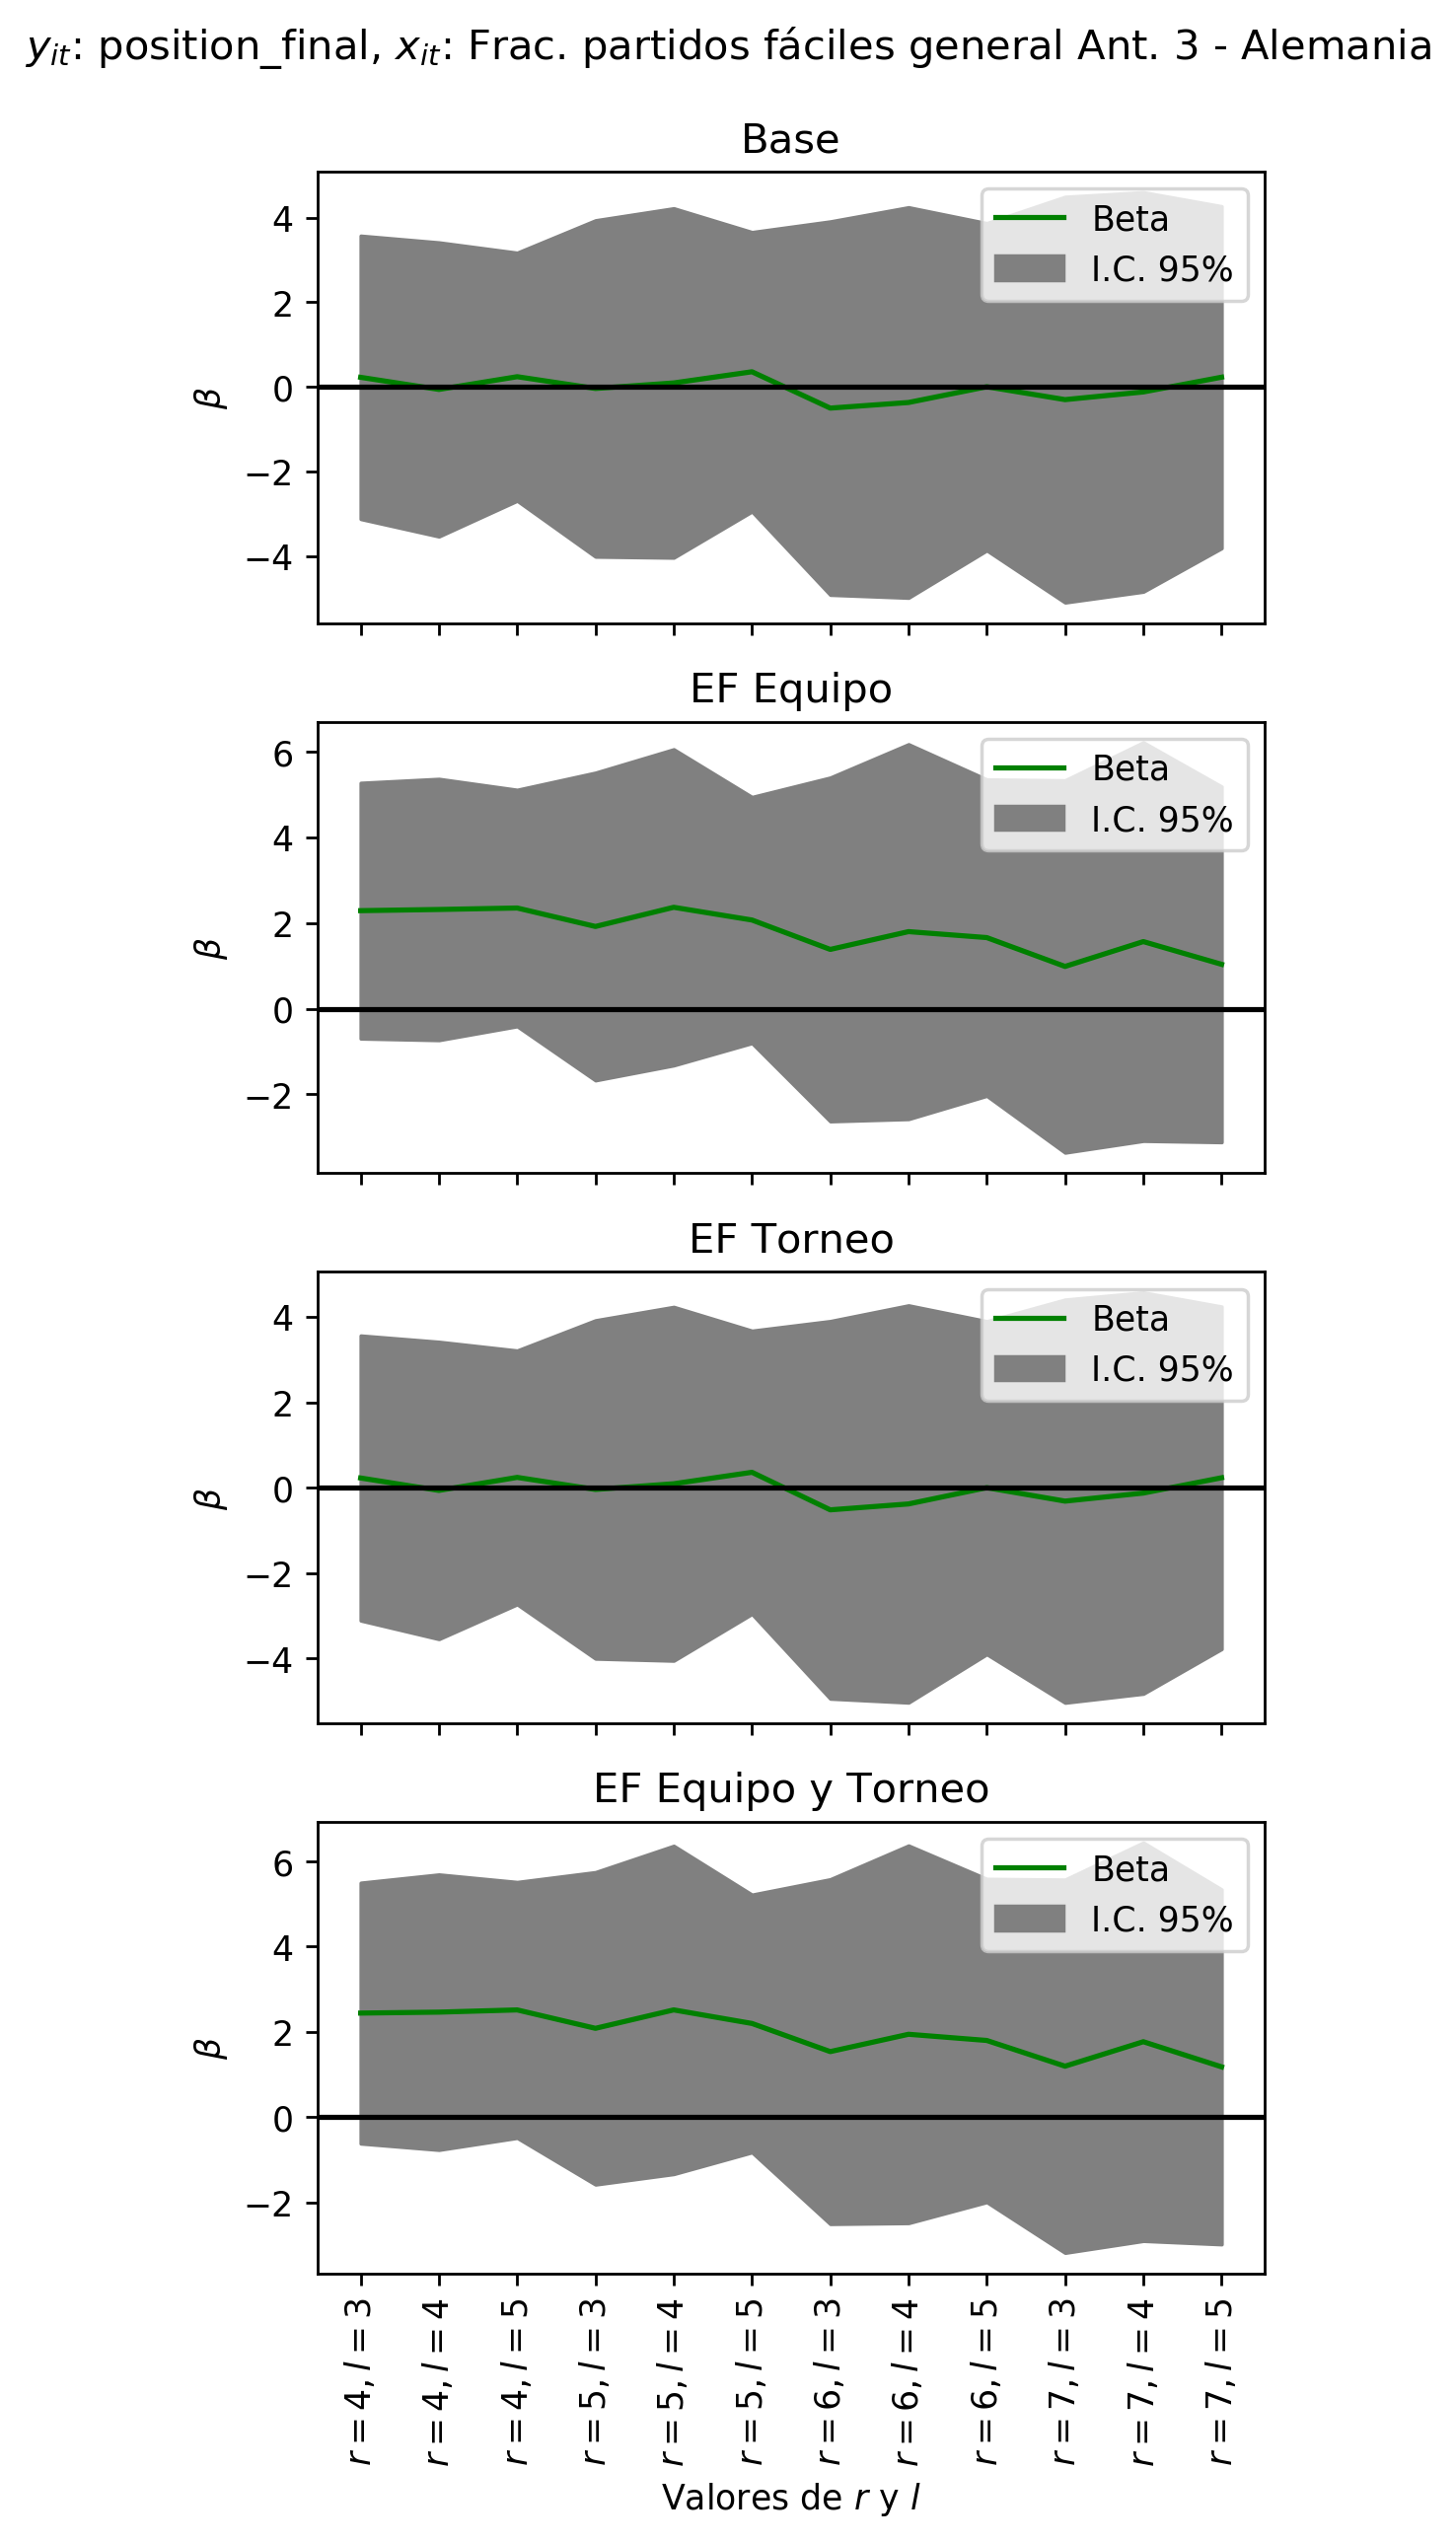 y_it: position_final, x_it: Frac. partidos fáciles general Ant. 3 - Alemania
Base
4
2
0
−2
−4
β
Beta
I.C. 95%
EF Equipo
6
4
2
0
−2
β
Beta
I.C. 95%
EF Torneo
4
2
0
−2
−4
β
Beta
I.C. 95%
EF Equipo y Torneo
6
4
2
0
−2
β
Beta
I.C. 95%
r = 4, l = 3
r = 4, l = 4
r = 4, l = 5
r = 5, l = 3
r = 5, l = 4
r = 5, l = 5
r = 6, l = 3
r = 6, l = 4
r = 6, l = 5
r = 7, l = 3
r = 7, l = 4
r = 7, l = 5
Valores de r y l